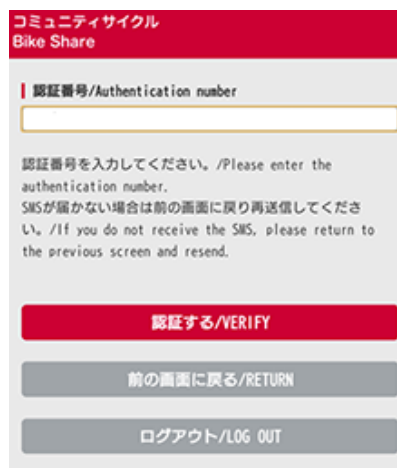 コミュニティサイクル
Bike Share
認証番号/Authentication number
認証番号を入力してください。/Please enter the
authentication number.
SMSが届かない場合は前の画面に戻り再送信してくださ
い。/If you do not receive the SMS, please return to
the previous screen and resend.
認証する/VERIFY
前の画面に戻る/RETURN
ログアウト/LOG OUT